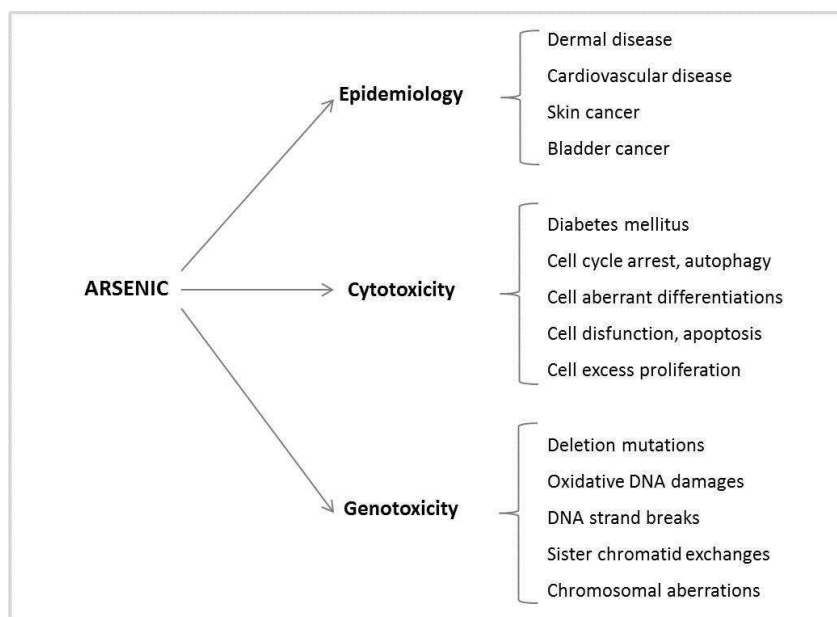 ARSENIC
Epidemiology
Dermal disease
Cardiovascular disease
Skin cancer
Bladder cancer
Cytotoxicity
Diabetes mellitus
Cell cycle arrest, autophagy
Cell aberrant differentiations
Cell disfunction, apoptosis
Cell excess proliferation
Genotoxicity
Deletion mutations
Oxidative DNA damages
DNA strand breaks
Sister chromatid exchanges
Chromosomal aberrations